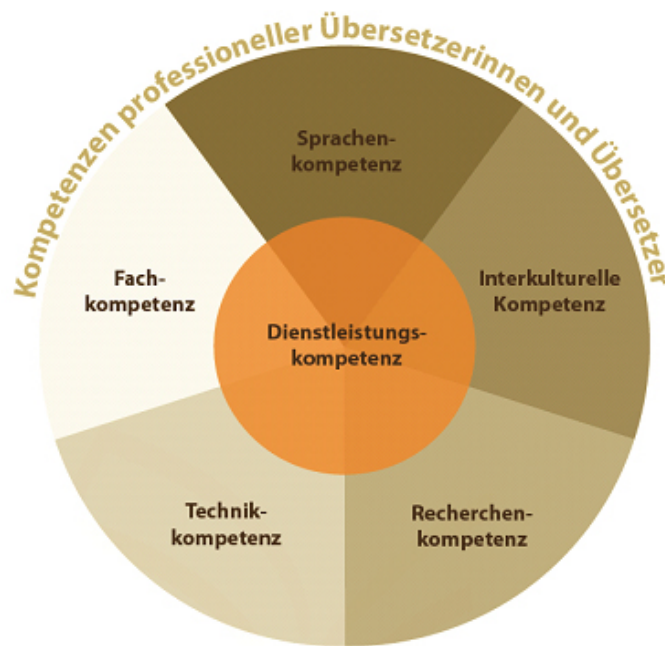 Kompetenzen professioneller Übersetzerinnen und Übersetzer
Sprachen-
kompetenz
Fach-
kompetenz
Interkulturelle
Kompetenz
Dienstleistungs-
kompetenz
Technik-
kompetenz
Recherchen-
kompetenz